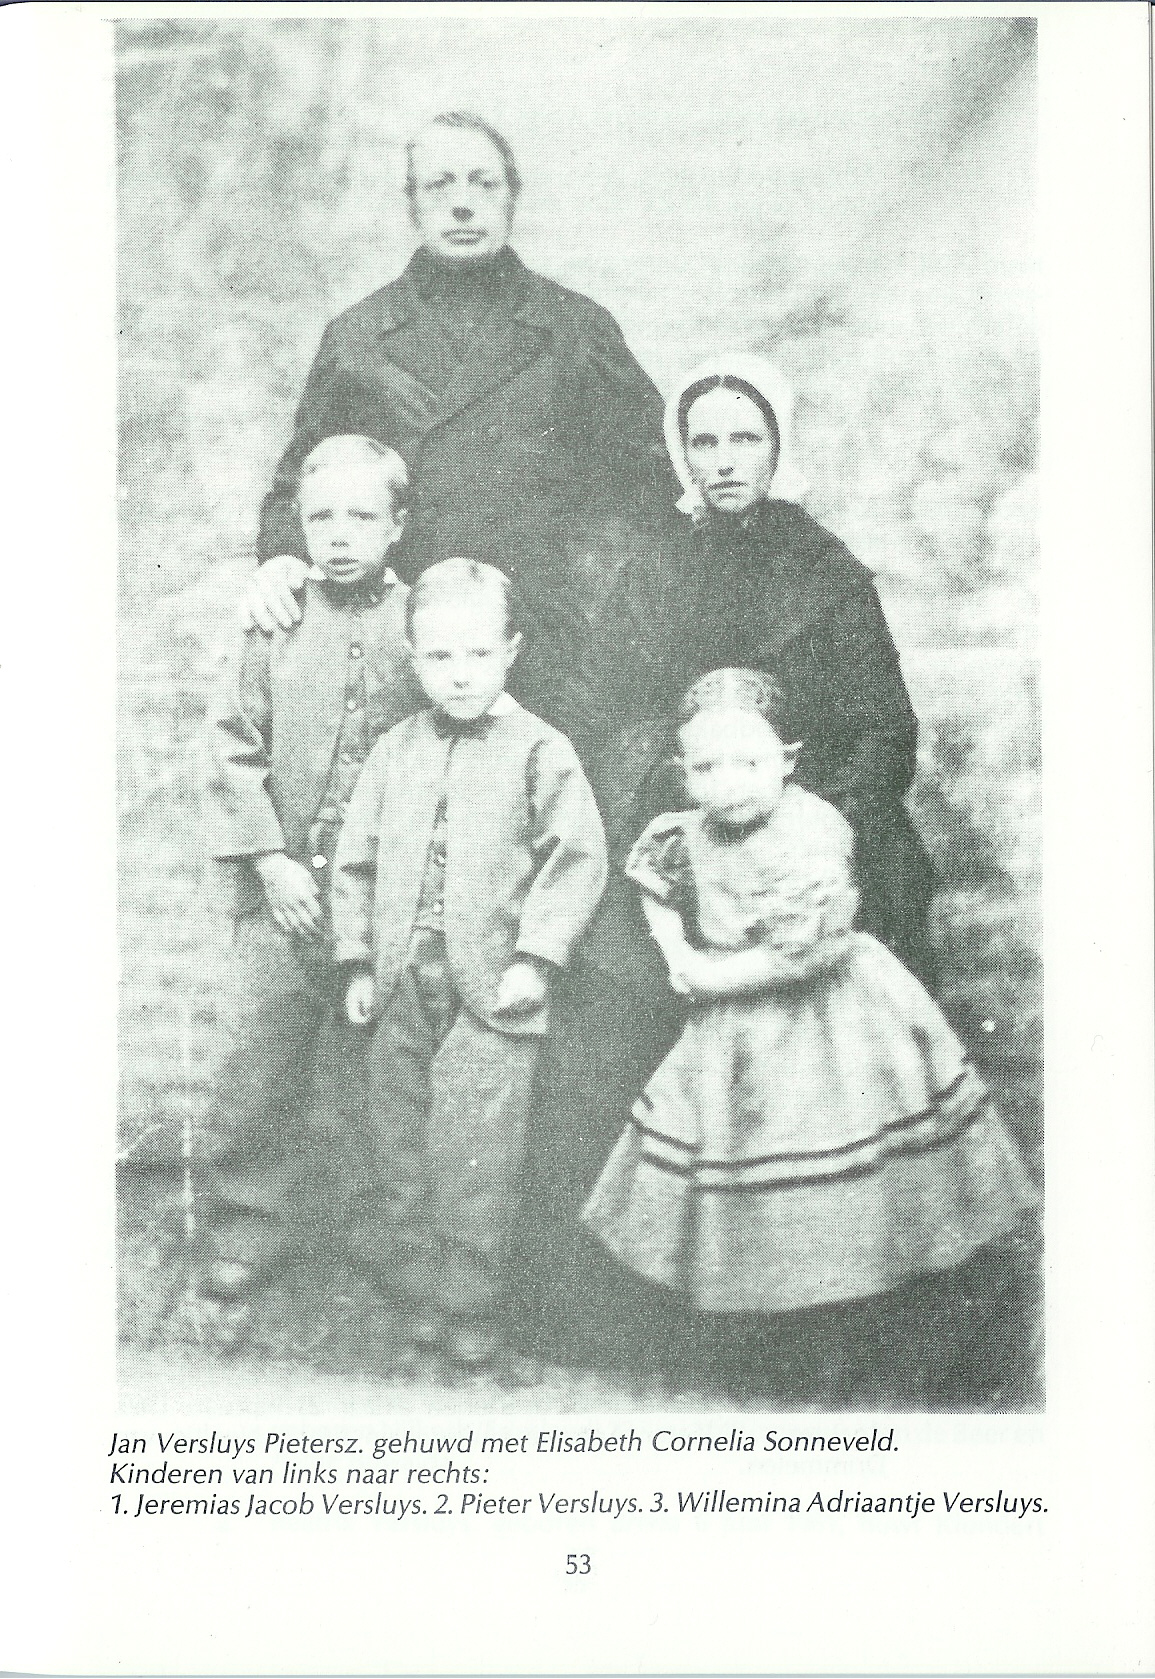 Jan Versluys Pietersz. gehuwd met Elisabeth Cornelia Sonneveld.
Kinderen van links naar rechts:
1. Jeremias Jacob Versluys. 2. Pieter Versluys. 3. Willemina Adriaantje Versluys.
53